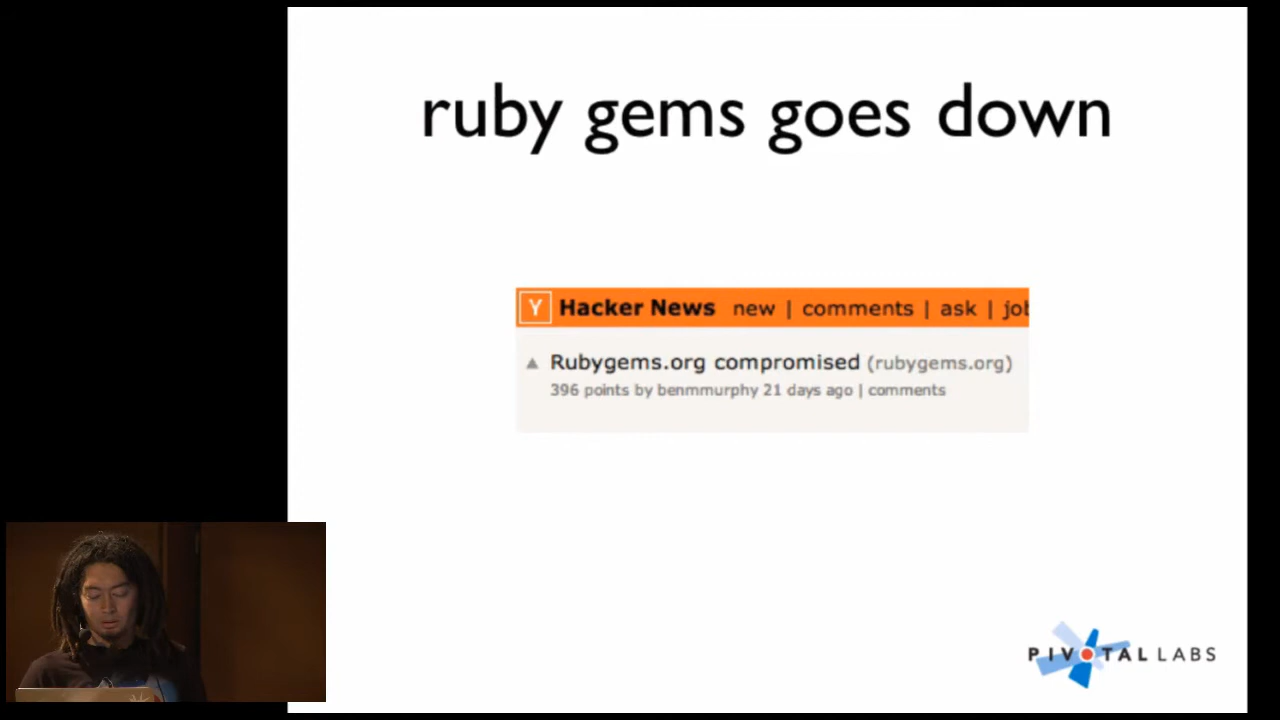 ruby gems goes down
Y Hacker News new | comments | ask | jo
Rubygems.org compromised (rubygems.org)
396 points by benmmurphy 21 days ago | comments
PIVOTAL LABS